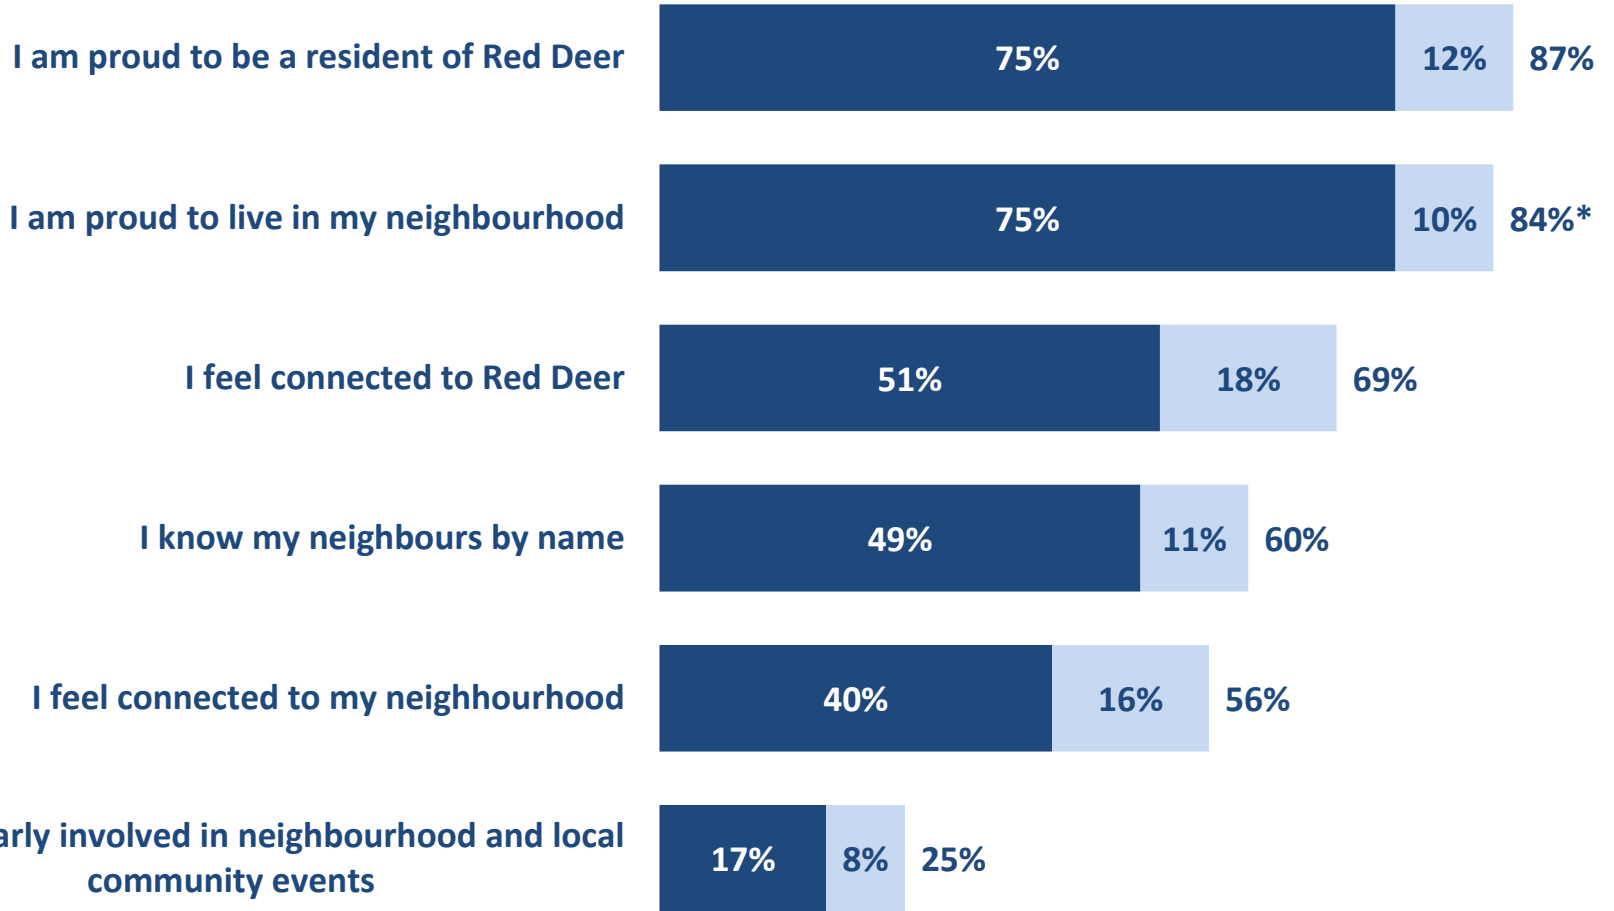 I am proud to be a resident of Red Deer 75% 12% 87%
I am proud to live in my neighbourhood 75% 10% 84%*
I feel connected to Red Deer 51% 18% 69%
I know my neighbours by name 49% 11% 60%
I feel connected to my neighhourhood 40% 16% 56%
involved in neighbourhood and local
community events 17% 8% 25%